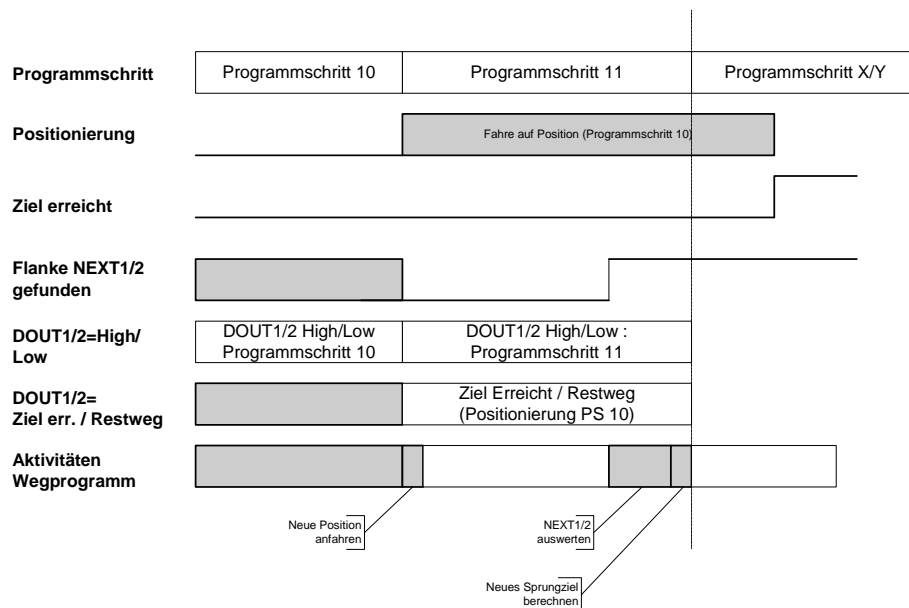 Programmschritt
Programmschritt 10
Programmschritt 11
Programmschritt X/Y
Positionierung
Fahre auf Position (Programmschritt 10)
Ziel erreicht
Flanke NEXT1/2
gefunden
DOUT1/2=High/
Low
DOUT1/2 High/Low
Programmschritt 10
DOUT1/2 High/Low :
Programmschritt 11
DOUT1/2=
Ziel err. / Restweg
Ziel Erreicht / Restweg
(Positionierung PS 10)
Aktivitäten
Wegprogramm
Neue Position
anfahren
NEXT1/2
auswerten
Neues Sprungziel
berechnen